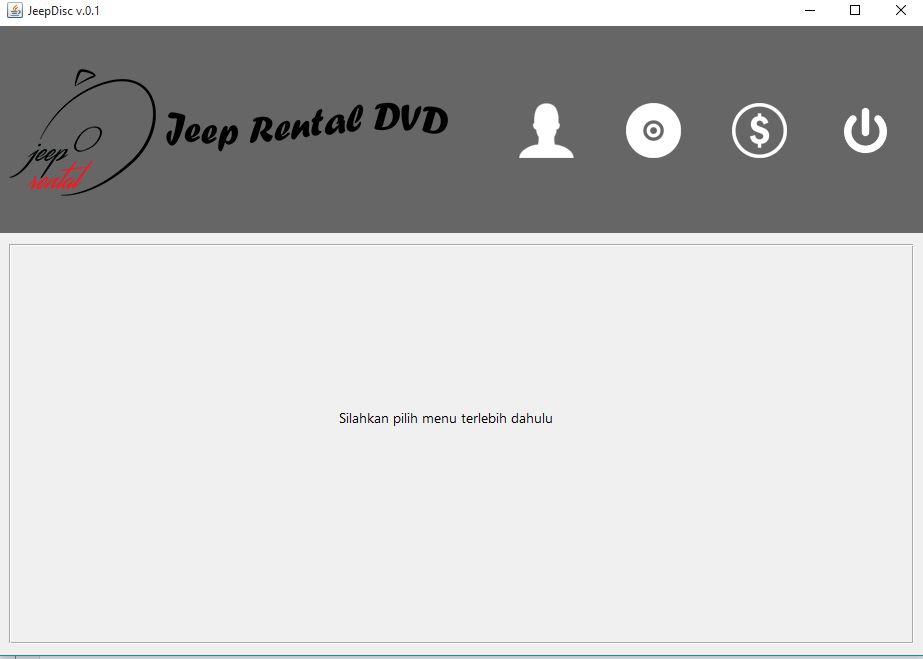 JeepDisc v.0.1
jeep
rental
Jeep Rental DVD
$
Silahkan pilih menu terlebih dahulu